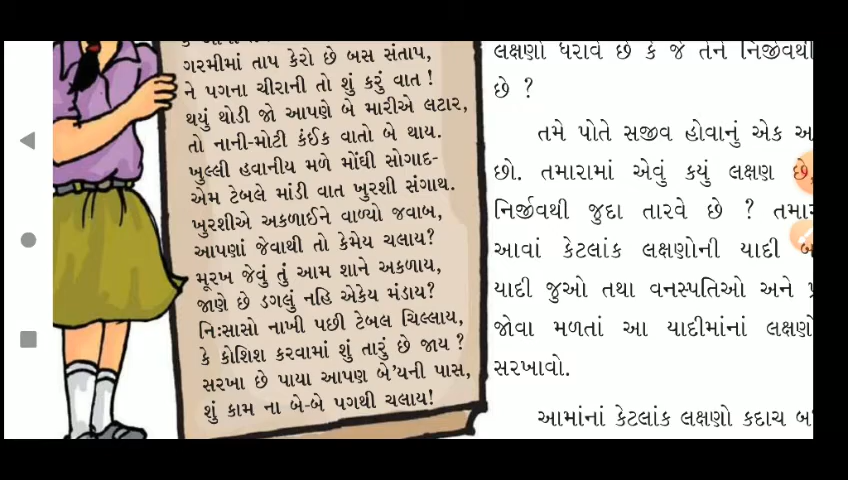 ગરમીમાં તાપ કેરો છે બસ સંતાપ,
ને પગના ચીરાની તો શું કરું વાત !
થયું થોડી જો આપણે બે મારીએ લટાર,
તો નાની-મોટી કંઈક વાતો બે થાય.
ખુલ્લી હવાનીય મળે મોંઘી સોગાદ-
એમ ટેબલે માંડી વાત ખુરશી સંગાથ.
ખુરશીએ અકળાઈને વાળ્યો જવાબ,
આપણાં જેવાથી તો કેમેય ચલાય?
મૂરખ જેવું તું આમ શાને અકળાય,
જાણે છે ડગલું નહિ એકેય મંડાય?
નિઃસાસો નાખી પછી ટેબલ ચિલ્લાય,
કે કોશિશ કરવામાં શું તારું છે જાય ?
સરખા છે પાયા આપણ બે'યની પાસ,
શું કામ ના બે-બે પગથી ચલાય!
લક્ષણો ધરાવે છે કે જે તેને નિર્જીવથી
છે ?
તમે પોતે સજીવ હોવાનું એક
છો. તમારામાં એવું કયું લક્ષણ છે,
નિર્જીવથી જુદા તારવે છે ?
આવાં કેટલાંક લક્ષણોની યાદી
યાદી જુઓ તથા વનસ્પતિઓ અને
જોવા મળતાં આ યાદીમાંનાં લક્ષણો
સરખાવો.
આમાંનાં કેટલાંક લક્ષણો કદાચ